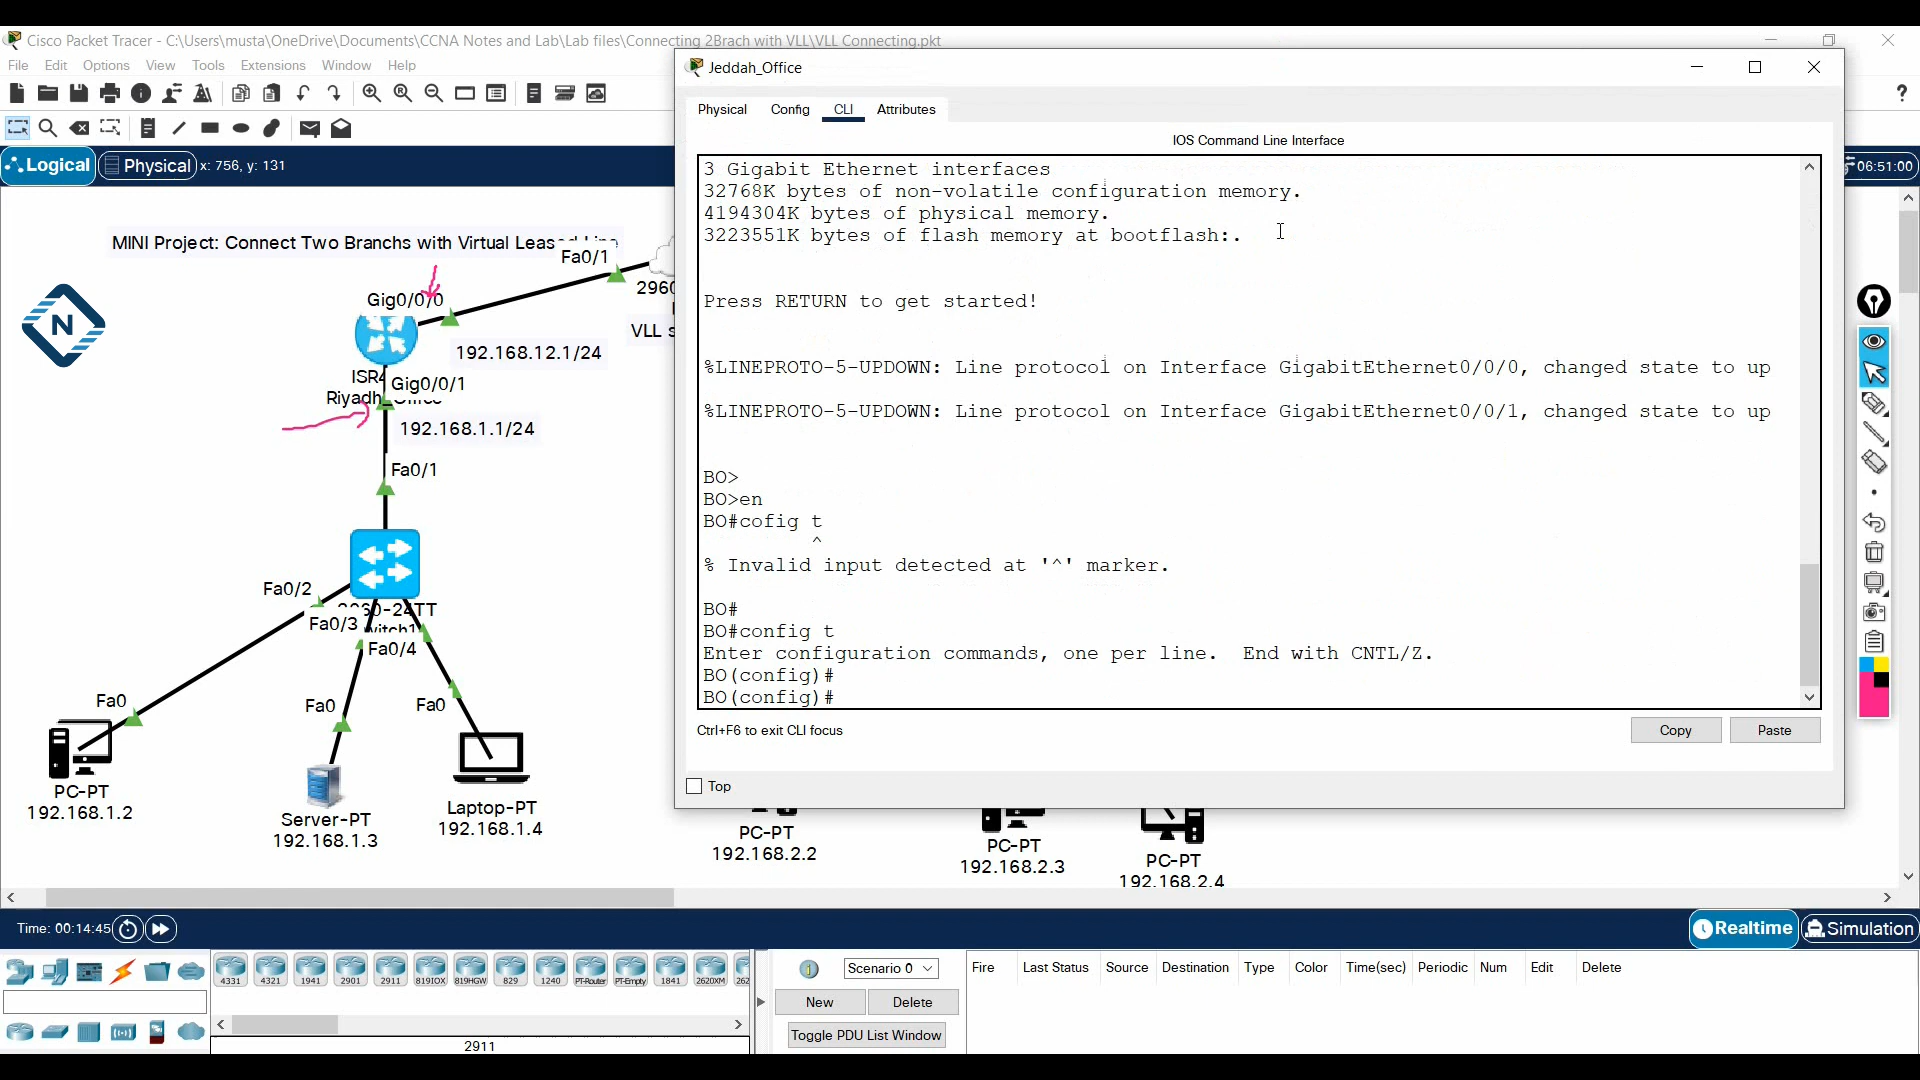 Cisco Packet Tracer - C:\Users\musta\OneDrive\Documents\CCNA Notes and Lab\Lab files\Connecting 2Brach with VLL\VLL Connecting.pkt
File Edit Options View Tools Extensions Window Help
?
Logical Physical x: 756, y: 131
06:51:00
MINI Project: Connect Two Branchs with Virtual Leased Line
Fa0/1
Gig0/0/0
2960
VLL s
192.168.12.1/24
ISR4
Gig0/0/1
Riyadh_Office
192.168.1.1/24
Fa0/1
N
Fa0/2
2960-24TT
Fa0/3
witch1
Fa0/4
Fa0
Fa0
Fa0
PC-PT
192.168.1.2
Server-PT
192.168.1.3
Laptop-PT
192.168.1.4
Jeddah_Office
Physical Config CLI Attributes
IOS Command Line Interface
3 Gigabit Ethernet interfaces
32768K bytes of non-volatile configuration memory.
4194304K bytes of physical memory.
3223551K bytes of flash memory at bootflash:.
Press RETURN to get started!
%LINEPROTO-5-UPDOWN: Line protocol on Interface GigabitEthernet0/0/0, changed state to up
%LINEPROTO-5-UPDOWN: Line protocol on Interface GigabitEthernet0/0/1, changed state to up
BO>
BO>en
BO#cofig t
^
% Invalid input detected at '^' marker.
BO#
BO#config t
Enter configuration commands, one per line.  End with CNTL/Z.
BO(config)#
BO(config)#
Ctrl+F6 to exit CLI focus
Copy Paste
Top
PC-PT
192.168.2.2
PC-PT
192.168.2.3
PC-PT
192.168.2.4
Time: 00:14:45
Realtime Simulation
4331 4321 1941 2901 2911 819IOX 819HGW 829 1240 PT-Router PT-Empty 1841 2620XM 262
2911
Scenario 0
New Delete
Toggle PDU List Window
Fire Last Status Source Destination Type Color Time(sec) Periodic Num Edit Delete